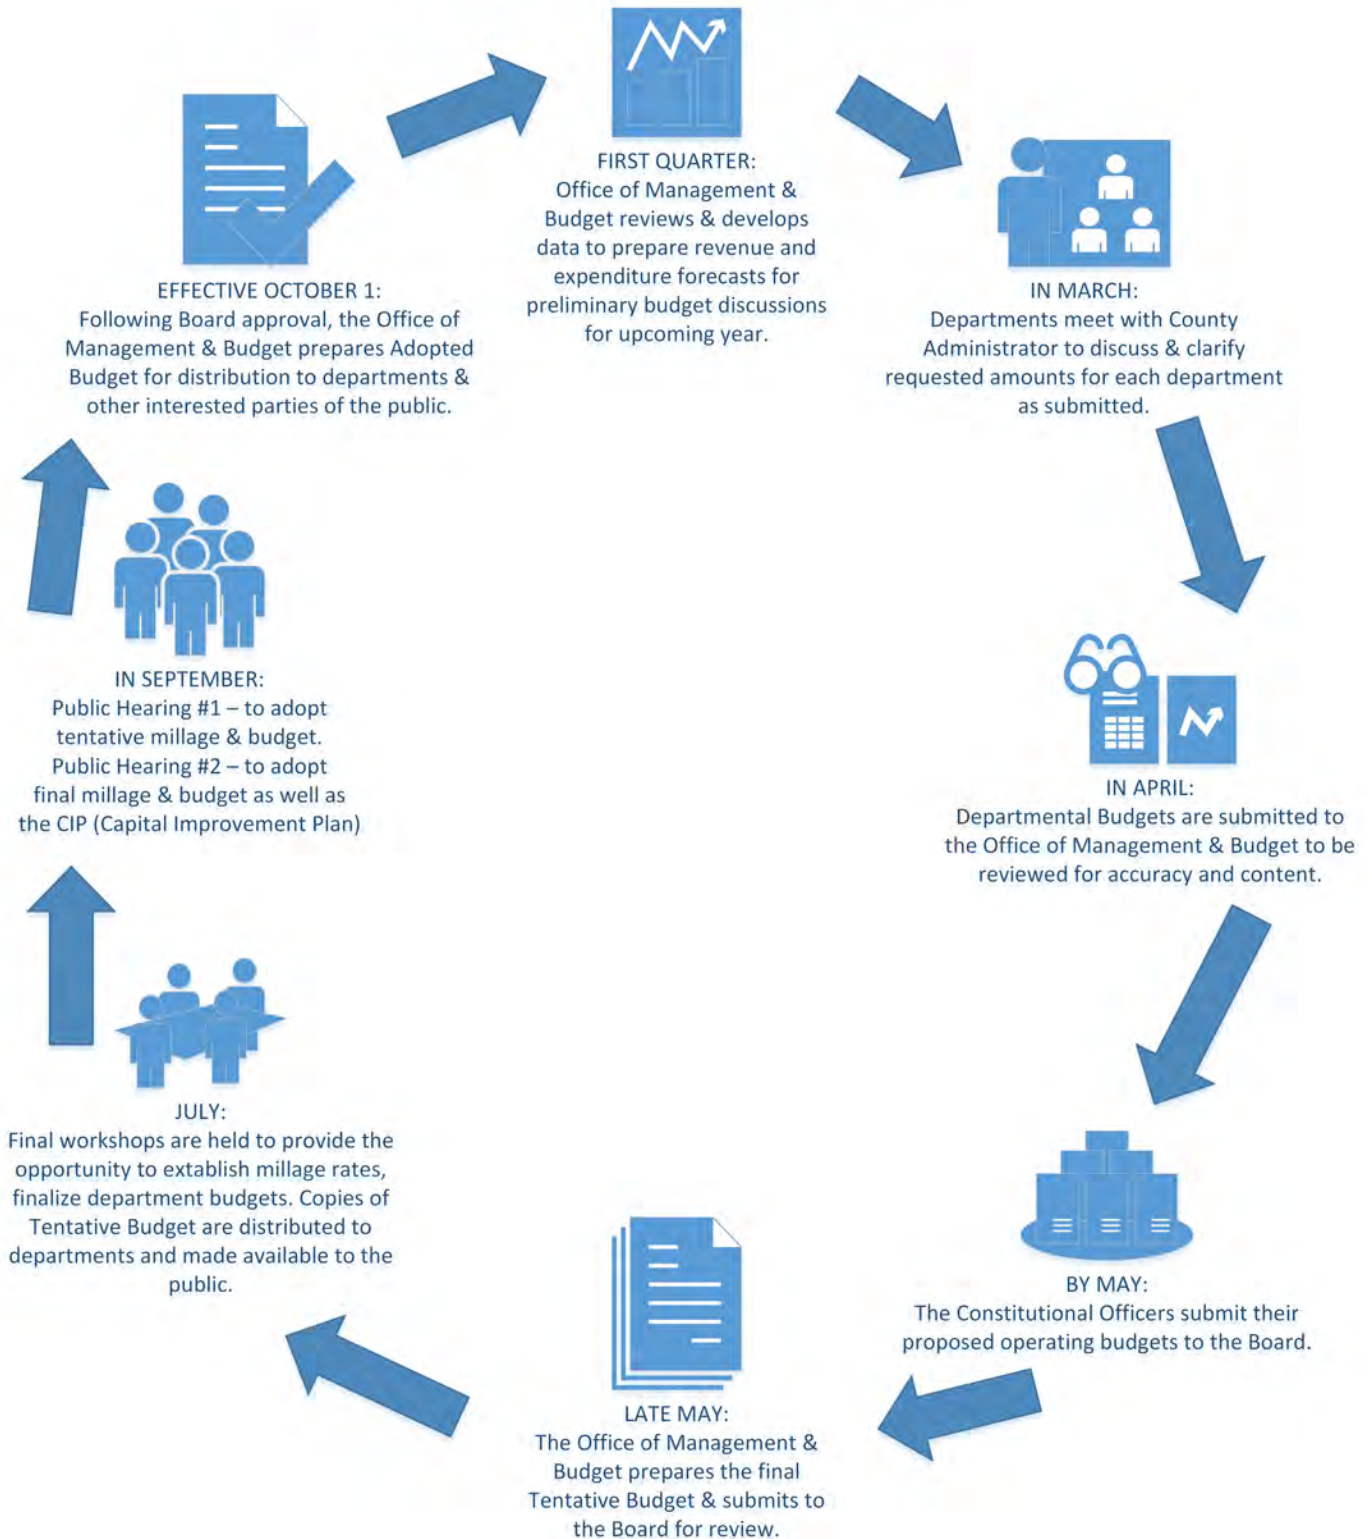 FIRST QUARTER:
Office of Management &
Budget reviews & develops
data to prepare revenue and
expenditure forecasts for
preliminary budget discussions
for upcoming year.
IN MARCH:
Departments meet with County
Administrator to discuss & clarify
requested amounts for each department
as submitted.
IN APRIL:
Departmental Budgets are submitted to
the Office of Management & Budget to be
reviewed for accuracy and content.
BY MAY:
The Constitutional Officers submit their
proposed operating budgets to the Board.
LATE MAY:
The Office of Management &
Budget prepares the final
Tentative Budget & submits to
the Board for review.
JULY:
Final workshops are held to provide the
opportunity to extablish millage rates,
finalize department budgets. Copies of
Tentative Budget are distributed to
departments and made available to the
public.
IN SEPTEMBER:
Public Hearing #1 – to adopt
tentative millage & budget.
Public Hearing #2 – to adopt
final millage & budget as well as
the CIP (Capital Improvement Plan)
EFFECTIVE OCTOBER 1:
Following Board approval, the Office of
Management & Budget prepares Adopted
Budget for distribution to departments &
other interested parties of the public.